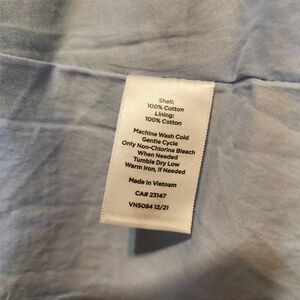 Shell:
100% Cotton
Lining:
100% Cotton
Machine Wash Cold
Gentle Cycle
Only Non-Chlorine Bleach
When Needed
Tumble Dry Low
Warm Iron, If Needed
Made In Vietnam
CA# 23147
VN5084 12/21